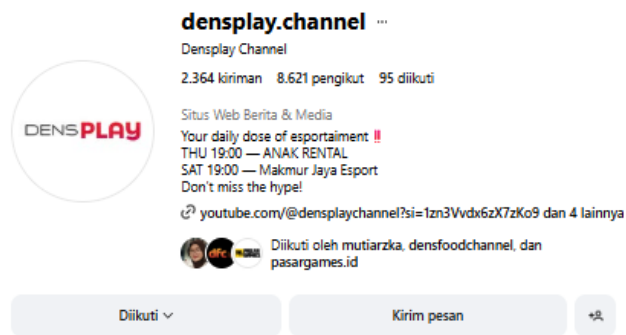 densplay.channel ...
Densplay Channel
2.364 kiriman 8.621 pengikut 95 diikuti
DENSPLAY
Situs Web Berita & Media
Your daily dose of esportaiment ‼️
THU 19:00 — ANAK RENTAL
SAT 19:00 — Makmur Jaya Esport
Don't miss the hype!
youtube.com/@densplaychannel?si=1zn3Vvdx6zX7zKo9 dan 4 lainnya
dfc
Diikuti oleh mutiarzka, densfoodchannel, dan
pasargames.id
Diikuti
Kirim pesan